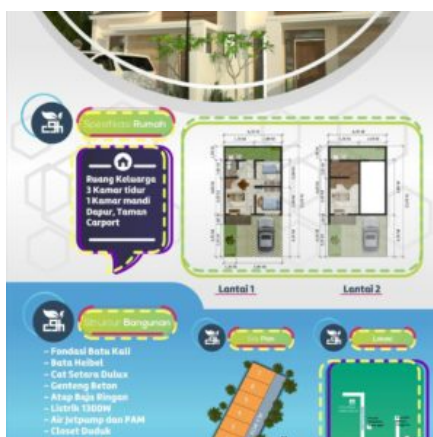 Spesifikasi Rumah
Ruang Keluarga
3 Kamar tidur
1 Kamar mandi
Dapur, Taman
Carport
Lantai 1
Lantai 2
Struktur Bangunan
- Fondasi Batu Kali
- Bata Heibel
- Cat Setara Dulux
- Genteng Beton
- Atap Baja Ringan
- Listrik 1300W
- Air Jetpump dan PAM
- Closet Duduk
Site Plan
Lokasi